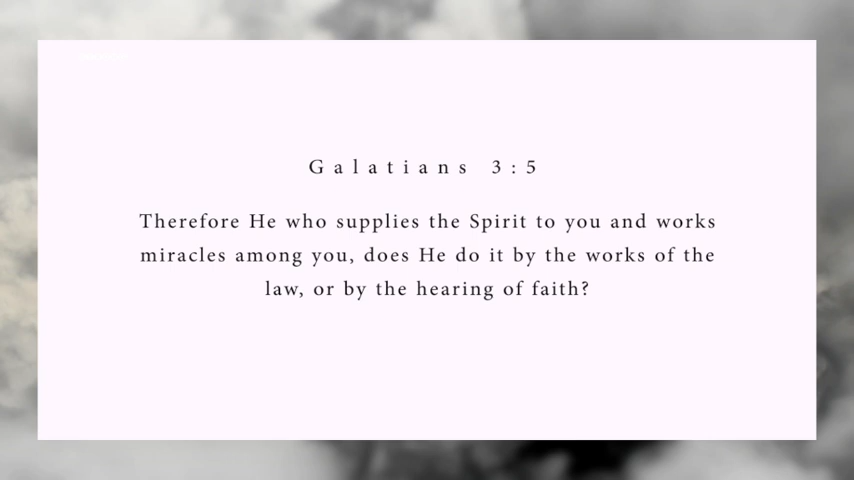 Galatians 3:5
Therefore He who supplies the Spirit to you and works
miracles among you, does He do it by the works of the
law, or by the hearing of faith?